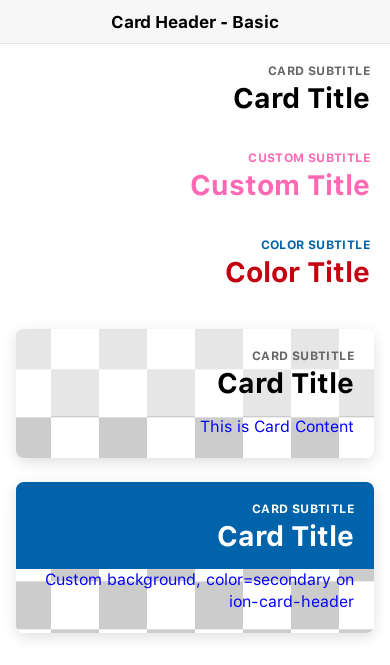 Card Header - Basic
CARD SUBTITLE
Card Title
CUSTOM SUBTITLE
Custom Title
COLOR SUBTITLE
Color Title
CARD SUBTITLE
Card Title
This is Card Content
CARD SUBTITLE
Card Title
Custom background, color=secondary on
ion-card-header